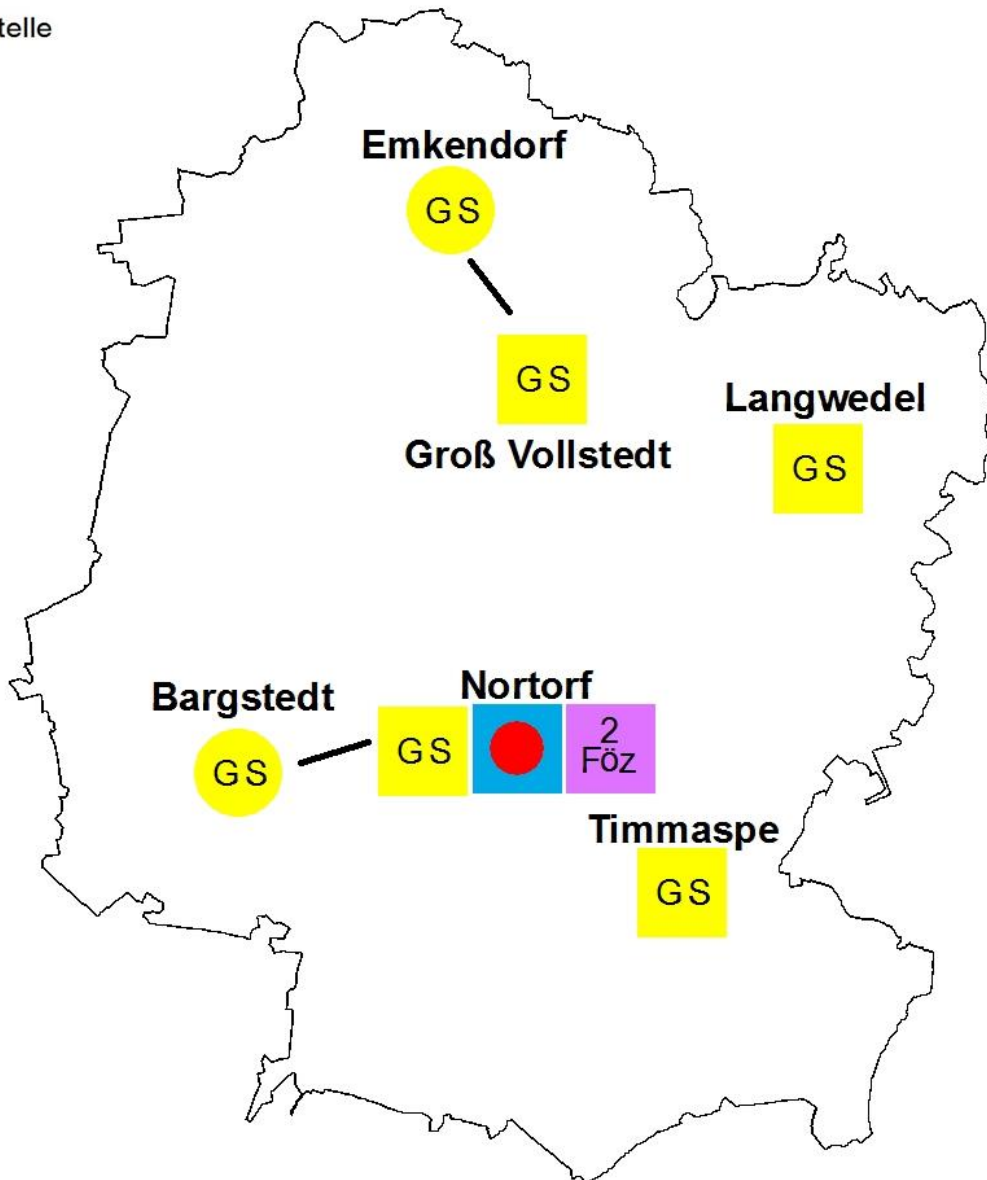 telle
Emkendorf
GS
GS
Groß Vollstedt
Langwedel
GS
Bargstedt
GS
Nortorf
GS
2
Föz
Timmaspe
GS